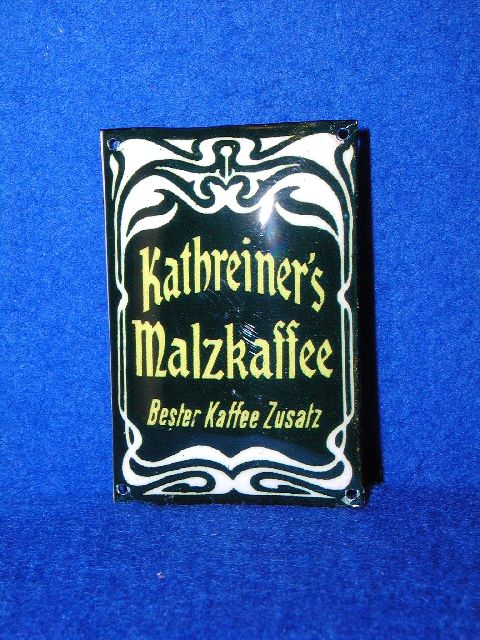 Kathreiner's
Malzkaffee
Bester Kaffee Zusatz